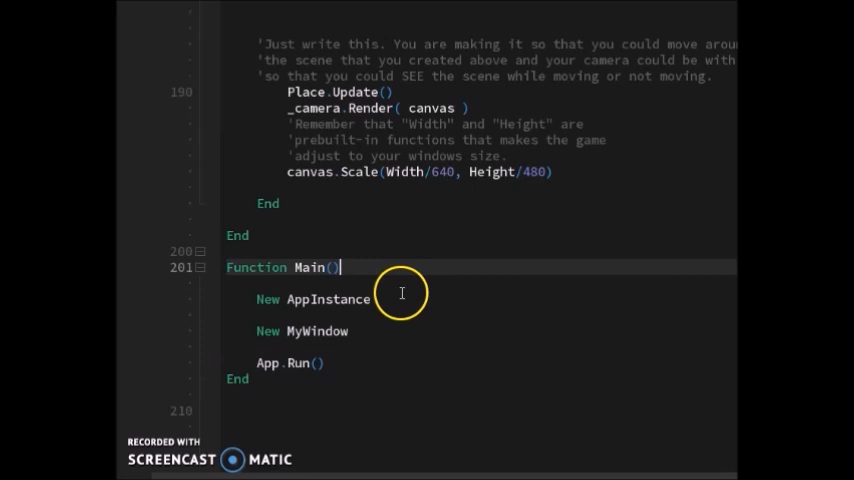 'Just write this. You are making it so that you could move arou
'the scene that you created above and your camera could be with
'so that you could SEE the scene while moving or not moving.
190 Place.Update()
_camera.Render( canvas )
'Remember that "Width" and "Height" are
'prebuilt-in functions that makes the game
'adjust to your windows size.
canvas.Scale(Width/640, Height/480)
End
End
200
201 Function Main()
New AppInstance
New MyWindow
App.Run()
End
210
RECORDED WITH
SCREENCAST MATIC